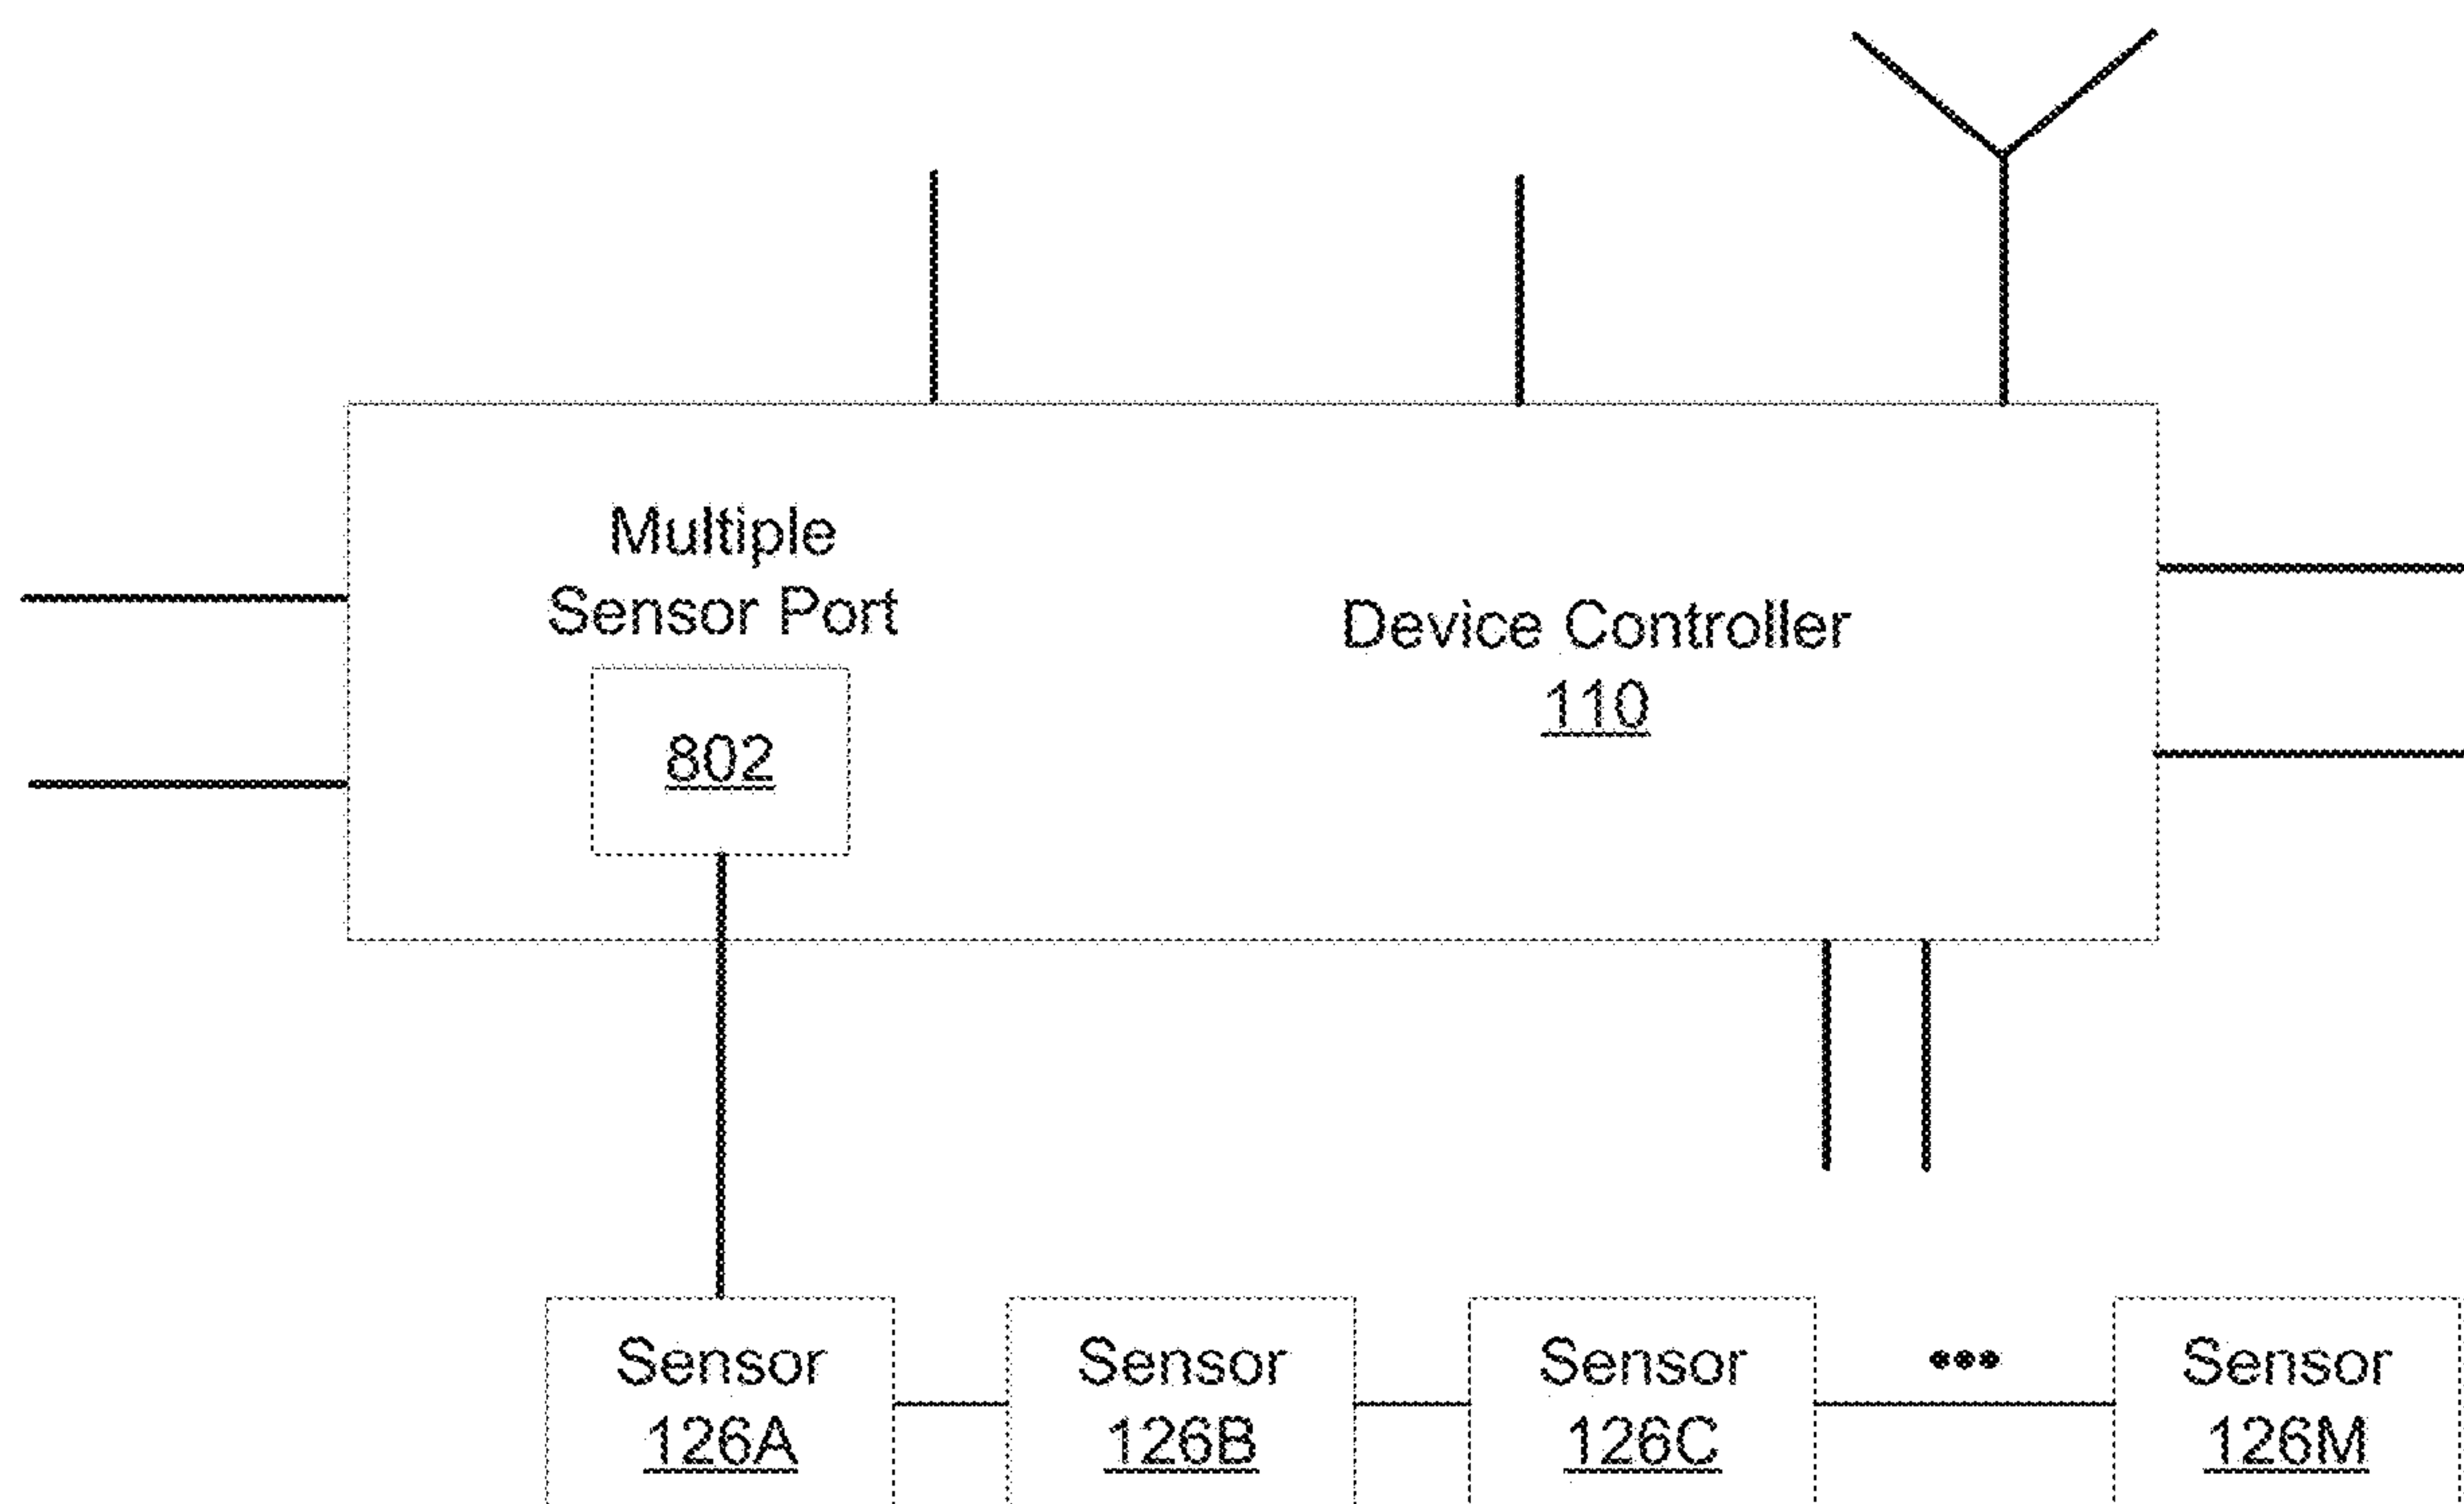 Multiple
Sensor Port
802
Device Controller
110
Sensor
126A
Sensor
126B
Sensor
126C
•••
Sensor
126M